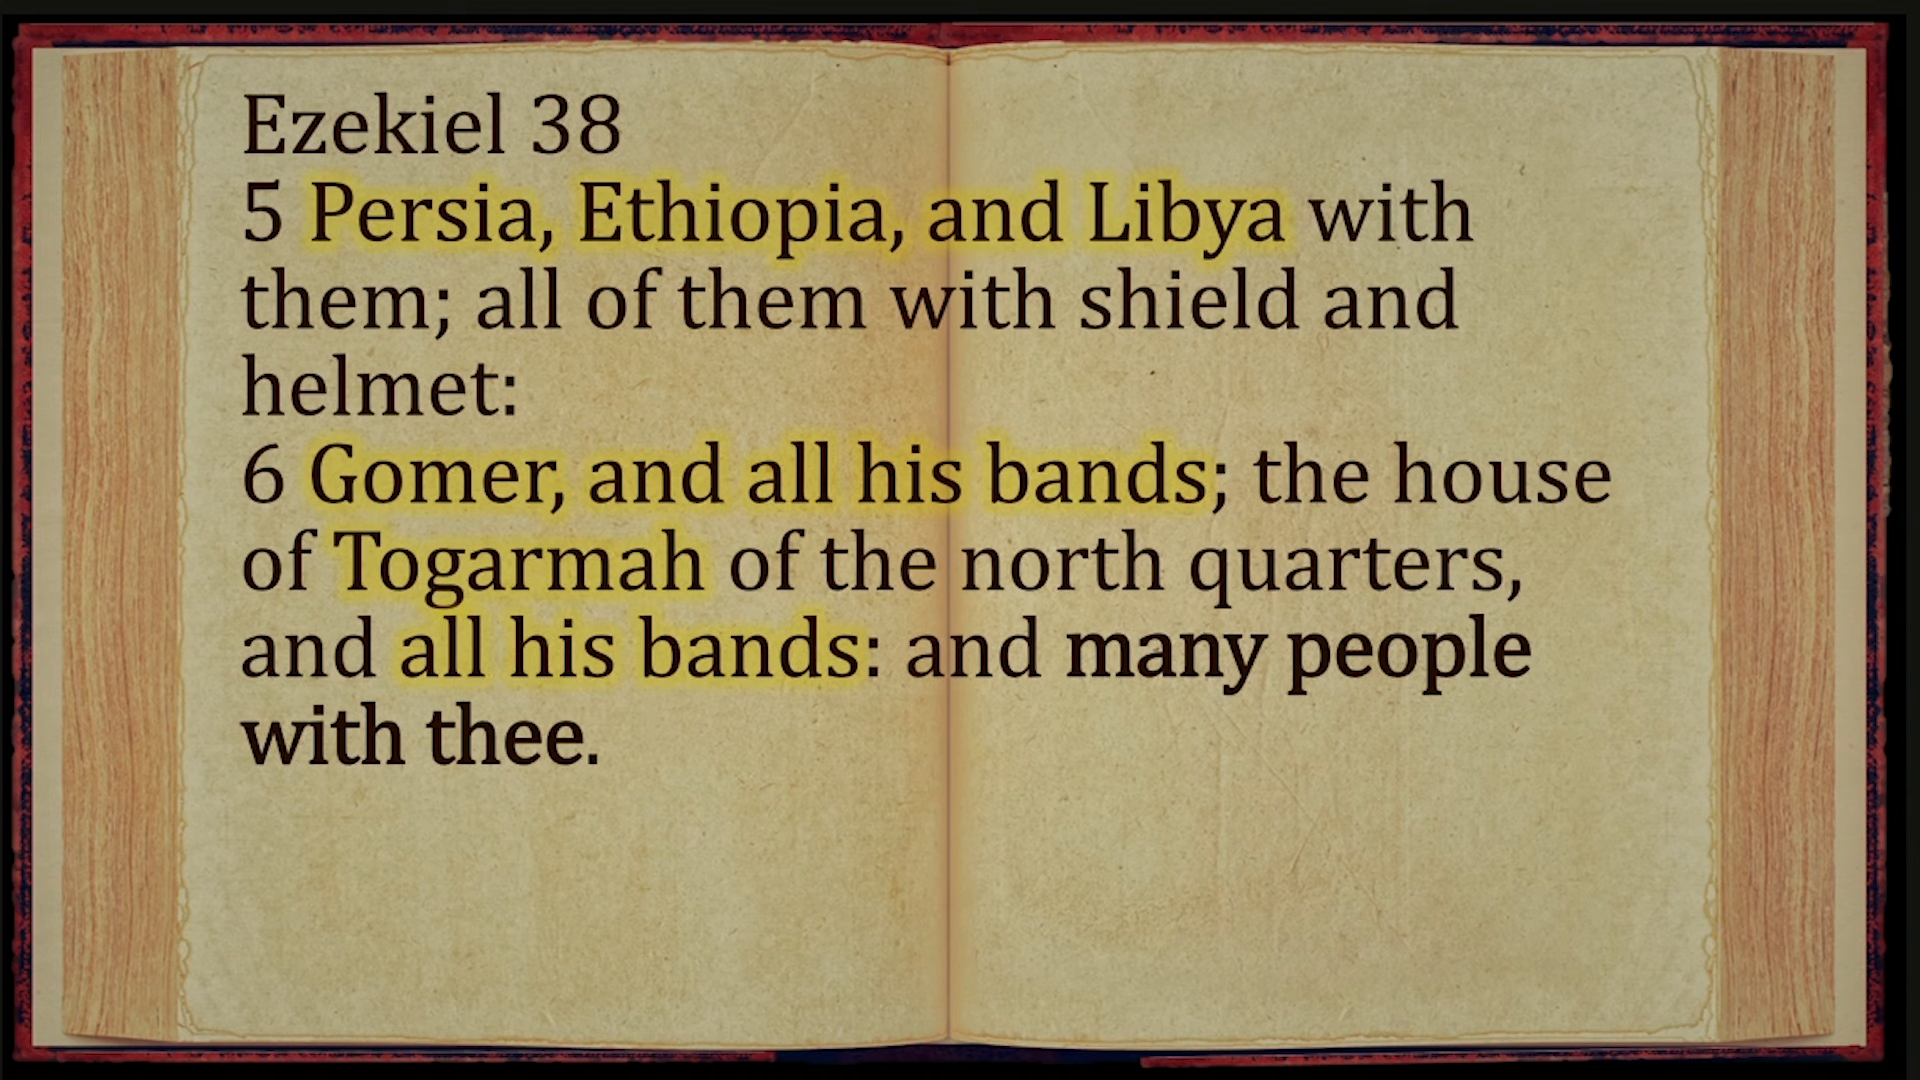 Ezekiel 38
5 Persia, Ethiopia, and Libya with
them; all of them with shield and
helmet:
6 Gomer, and all his bands; the house
of Togarmah of the north quarters,
and all his bands: and many people
with thee.